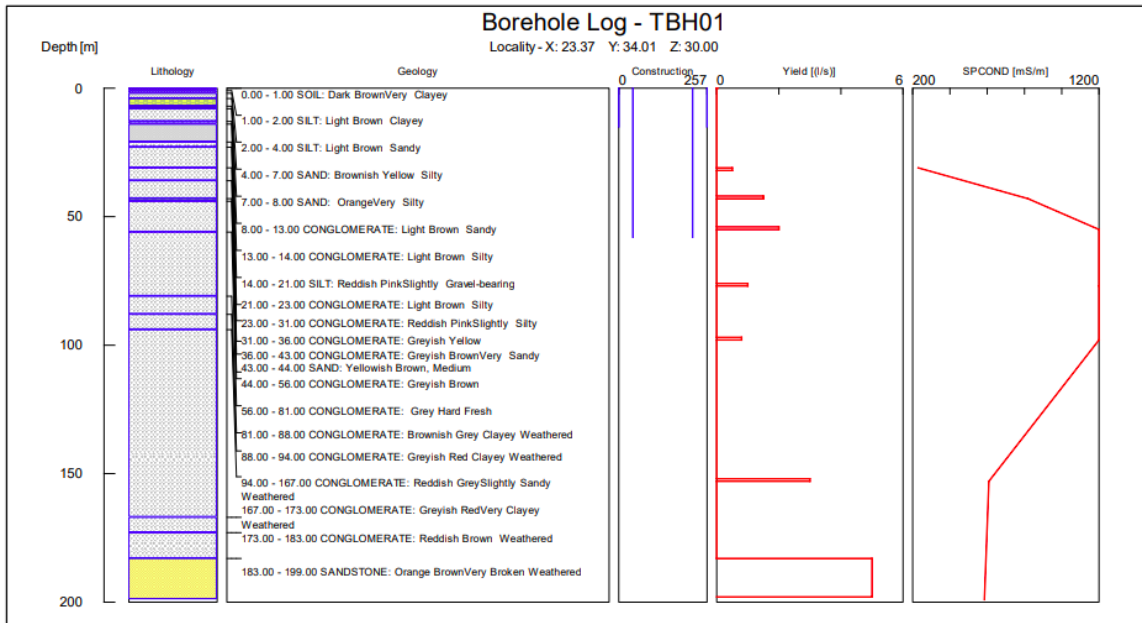 Borehole Log - TBH01
Locality - X: 23.37 Y: 34.01 Z: 30.00
Depth [m]
Lithology
Geology
Construction
Yield [(l/s)]
SPCOND [mS/m]
0 257
0 6
200 1200
0
50
100
150
200
0.00 - 1.00 SOIL: Dark BrownVery Clayey
1.00 - 2.00 SILT: Light Brown Clayey
2.00 - 4.00 SILT: Light Brown Sandy
4.00 - 7.00 SAND: Brownish Yellow Silty
7.00 - 8.00 SAND: OrangeVery Silty
8.00 - 13.00 CONGLOMERATE: Light Brown Sandy
13.00 - 14.00 CONGLOMERATE: Light Brown Silty
14.00 - 21.00 SILT: Reddish PinkSlightly Gravel-bearing
21.00 - 23.00 CONGLOMERATE: Light Brown Silty
23.00 - 31.00 CONGLOMERATE: Reddish PinkSlightly Silty
31.00 - 36.00 CONGLOMERATE: Greyish Yellow
36.00 - 43.00 CONGLOMERATE: Greyish BrownVery Sandy
43.00 - 44.00 SAND: Yellowish Brown, Medium
44.00 - 56.00 CONGLOMERATE: Greyish Brown
56.00 - 81.00 CONGLOMERATE: Grey Hard Fresh
81.00 - 88.00 CONGLOMERATE: Brownish Grey Clayey Weathered
88.00 - 94.00 CONGLOMERATE: Greyish Red Clayey Weathered
94.00 - 167.00 CONGLOMERATE: Reddish GreySlightly Sandy
Weathered
167.00 - 173.00 CONGLOMERATE: Greyish RedVery Clayey
Weathered
173.00 - 183.00 CONGLOMERATE: Reddish Brown Weathered
183.00 - 199.00 SANDSTONE: Orange BrownVery Broken Weathered